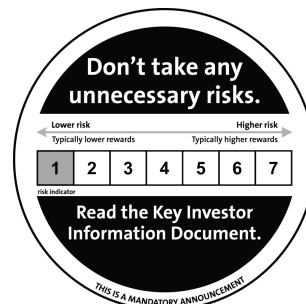 Don’t take any
unnecessary risks.
Lower risk Higher risk
Typically lower rewards Typically higher rewards
1 2 3 4 5 6 7
risk indicator
Read the Key Investor
Information Document.
THIS IS A MANDATORY ANNOUNCEMENT